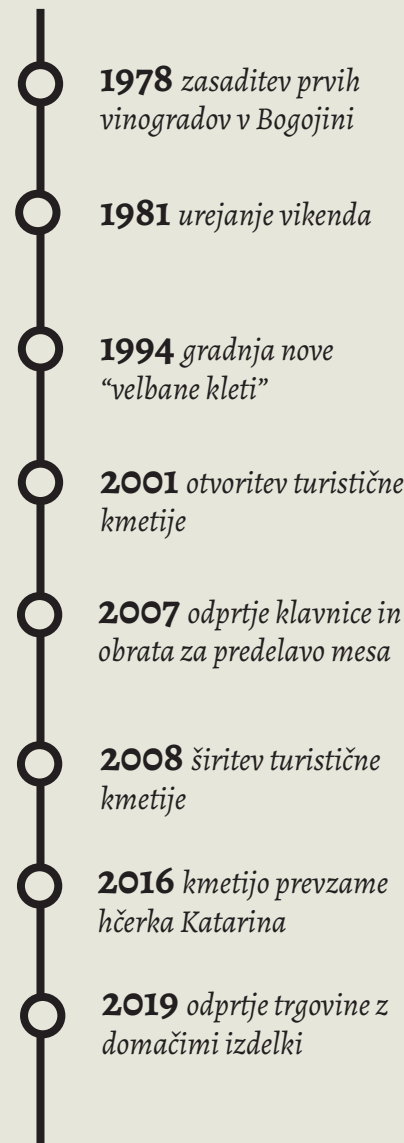 1978 zasaditev prvih
vinogradov v Bogojini
1981 urejanje vikenda
1994 gradnja nove
“velbane kleti”
2001 otvoritev turistične
kmetije
2007 odprtje klavnice in
obrata za predelavo mesa
2008 širitev turistične
kmetije
2016 kmetijo prevzame
hčerka Katarina
2019 odprtje trgovine z
domačimi izdelki